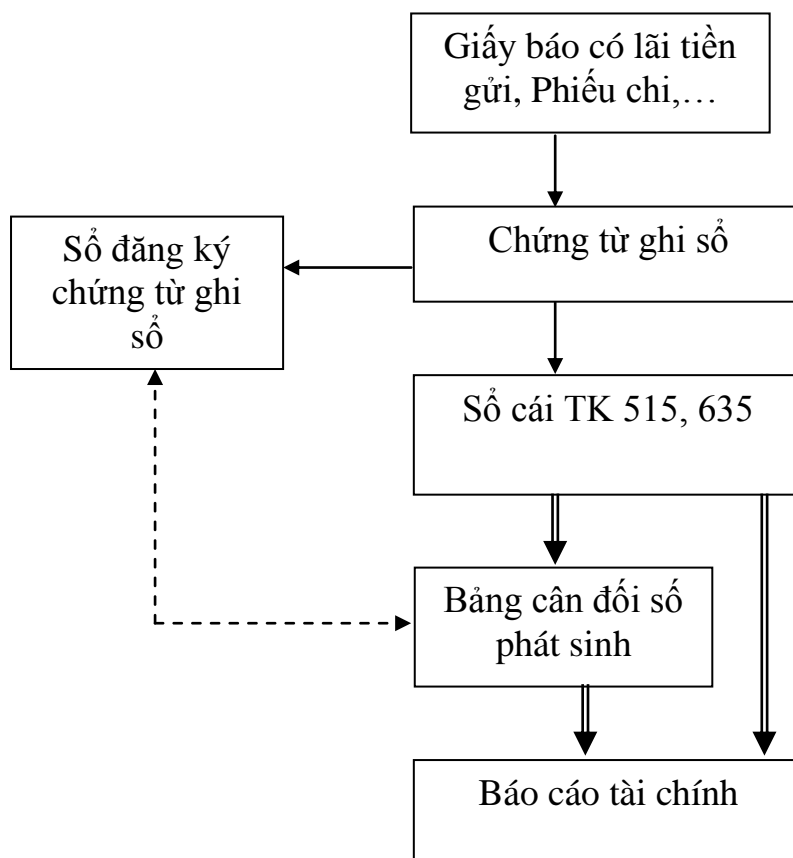 Giấy báo có lãi tiền
gửi, Phiếu chi,…
Chứng từ ghi sổ
Sổ đăng ký
chứng từ ghi
sổ
Sổ cái TK 515, 635
Bảng cân đối số
phát sinh
Báo cáo tài chính